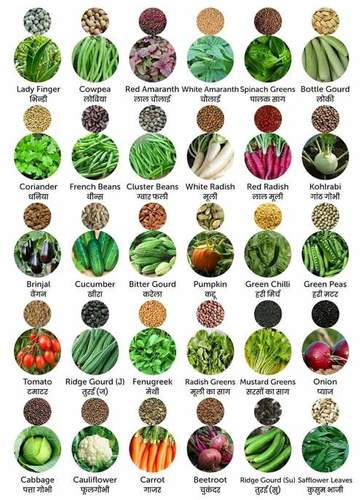 Lady Finger
भिन्डी
Cowpea
लोबिया
Red Amaranth
लाल चोलाई
White Amaranth
चोलाई
Spinach Greens
पालक साग
Bottle Gourd
लौकी
Coriander
धनिया
French Beans
बीन्स
Cluster Beans
ग्वार फली
White Radish
मूली
Red Radish
लाल मूली
Kohlrabi
गांठ गोभी
Brinjal
बैंगन
Cucumber
खीरा
Bitter Gourd
करेला
Pumpkin
कद्दू
Green Chilli
हरी मिर्च
Green Peas
हरी मटर
Tomato
टमाटर
Ridge Gourd (J)
तुरई (ज)
Fenugreek
मेथी
Radish Greens
मूली का साग
Mustard Greens
सरसों का साग
Onion
प्याज
Cabbage
पत्ता गोभी
Cauliflower
फूलगोभी
Carrot
गाजर
Beetroot
चुकंदर
Ridge Gourd (Su)
तुरई (सु)
Safflower Leaves
कुसुम भाजी